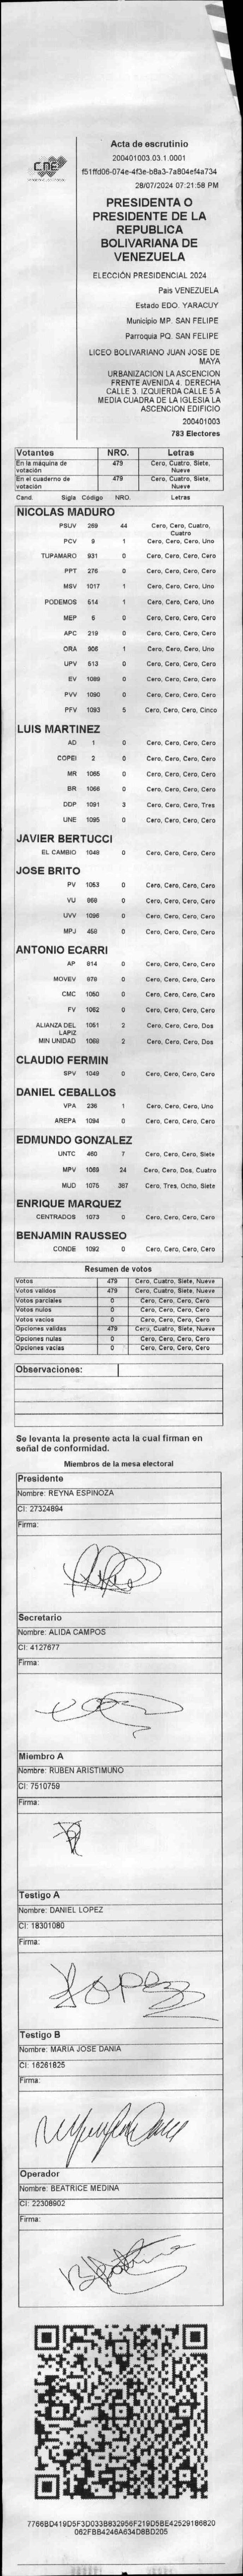 CNE
Acta de escrutinio
200401003.03.1.0001
f51ffd06-074e-4f3e-b8a3-7a804ef4a734
28/07/2024 07:21:58 PM
PRESIDENTA O
PRESIDENTE DE LA
REPUBLICA
BOLIVARIANA DE
VENEZUELA
ELECCIÓN PRESIDENCIAL 2024
Pais VENEZUELA
Estado EDO. YARACUY
Municipio MP. SAN FELIPE
Parroquia PQ. SAN FELIPE
LICEO BOLIVARIANO JUAN JOSE DE
MAYA
URBANIZACION LA ASCENCION
FRENTE AVENIDA 4. DERECHA
CALLE 3. IZQUIERDA CALLE 5 A
MEDIA CUADRA DE LA IGLESIA LA
ASCENCION EDIFICIO
200401003
783 Electores
Votantes NRO. Letras
En la máquina de votación 479 Cero, Cuatro, Siete, Nueve
En el cuaderno de votación 479 Cero, Cuatro, Siete, Nueve
Cand. Sigla Código NRO. Letras
NICOLAS MADURO
PSUV 269 44 Cero, Cero, Cuatro, Cuatro
PCV 9 1 Cero, Cero, Cero, Uno
TUPAMARO 931 0 Cero, Cero, Cero, Cero
PPT 276 0 Cero, Cero, Cero, Cero
MSV 1017 1 Cero, Cero, Cero, Uno
PODEMOS 514 1 Cero, Cero, Cero, Uno
MEP 5 0 Cero, Cero, Cero, Cero
APC 219 0 Cero, Cero, Cero, Cero
ORA 906 1 Cero, Cero, Cero, Uno
UPV 513 0 Cero, Cero, Cero, Cero
EV 1089 0 Cero, Cero, Cero, Cero
PVV 1090 0 Cero, Cero, Cero, Cero
PFV 1093 5 Cero, Cero, Cero, Cinco
LUIS MARTINEZ
AD 1 0 Cero, Cero, Cero, Cero
COPEI 2 0 Cero, Cero, Cero, Cero
MR 1065 0 Cero, Cero, Cero, Cero
BR 1066 0 Cero, Cero, Cero, Cero
DDP 1091 3 Cero, Cero, Cero, Tres
UNE 1095 0 Cero, Cero, Cero, Cero
JAVIER BERTUCCI
EL CAMBIO 1048 0 Cero, Cero, Cero, Cero
JOSE BRITO
PV 1053 0 Cero, Cero, Cero, Cero
VU 868 0 Cero, Cero, Cero, Cero
UVV 1096 0 Cero, Cero, Cero, Cero
MPJ 458 0 Cero, Cero, Cero, Cero
ANTONIO ECARRI
AP 814 0 Cero, Cero, Cero, Cero
MOVEV 978 0 Cero, Cero, Cero, Cero
CMC 1050 0 Cero, Cero, Cero, Cero
FV 1062 0 Cero, Cero, Cero, Cero
ALIANZA DEL LAPIZ 1051 2 Cero, Cero, Cero, Dos
MIN UNIDAD 1068 2 Cero, Cero, Cero, Dos
CLAUDIO FERMIN
SPV 1049 0 Cero, Cero, Cero, Cero
DANIEL CEBALLOS
VPA 236 1 Cero, Cero, Cero, Uno
AREPA 1094 0 Cero, Cero, Cero, Cero
EDMUNDO GONZALEZ
UNTC 460 7 Cero, Cero, Cero, Siete
MPV 1069 24 Cero, Cero, Dos, Cuatro
MUD 1075 387 Cero, Tres, Ocho, Siete
ENRIQUE MARQUEZ
CENTRADOS 1073 0 Cero, Cero, Cero, Cero
BENJAMIN RAUSSEO
CONDE 1092 0 Cero, Cero, Cero, Cero
Resumen de votos
Votos 479 Cero, Cuatro, Siete, Nueve
Votos validos 479 Cero, Cuatro, Siete, Nueve
Votos parciales 0 Cero, Cero, Cero, Cero
Votos nulos 0 Cero, Cero, Cero, Cero
Votos vacios 0 Cero, Cero, Cero, Cero
Opciones validas 479 Cero, Cuatro, Siete, Nueve
Opciones nulas 0 Cero, Cero, Cero, Cero
Opciones vacias 0 Cero, Cero, Cero, Cero
Observaciones:
Se levanta la presente acta la cual firman en
señal de conformidad.
Miembros de la mesa electoral
Presidente
Nombre: REYNA ESPINOZA
CI: 27324894
Firma:
Secretario
Nombre: ALIDA CAMPOS
CI: 4127677
Firma:
Miembro A
Nombre: RUBEN ARISTIMUÑO
CI: 7510759
Firma:
Testigo A
Nombre: DANIEL LOPEZ
CI: 18301080
Firma:
LOPEZ
Testigo B
Nombre: MARIA JOSE DANIA
CI: 16261825
Firma:
Operador
Nombre: BEATRICE MEDINA
CI: 22308902
Firma:
7766BD419D5F3D033B832956F219D5BE42529186820
062FBB4246A634D8BD205